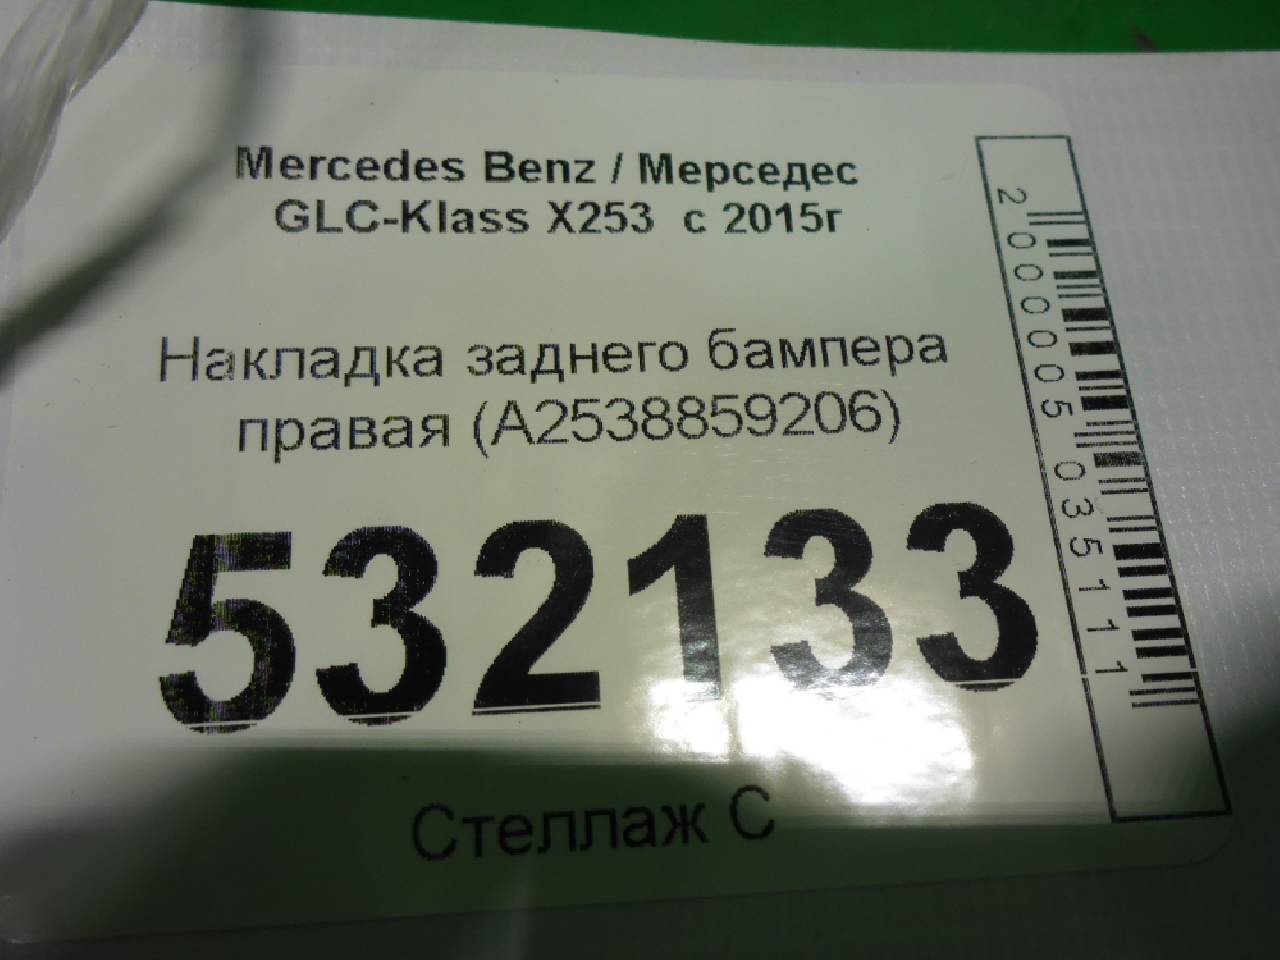 Mercedes Benz / Мерседес
GLC-Klass X253 с 2015г
Накладка заднего бампера
правая (A2538859206)
532133
Стеллаж С
2000005035111